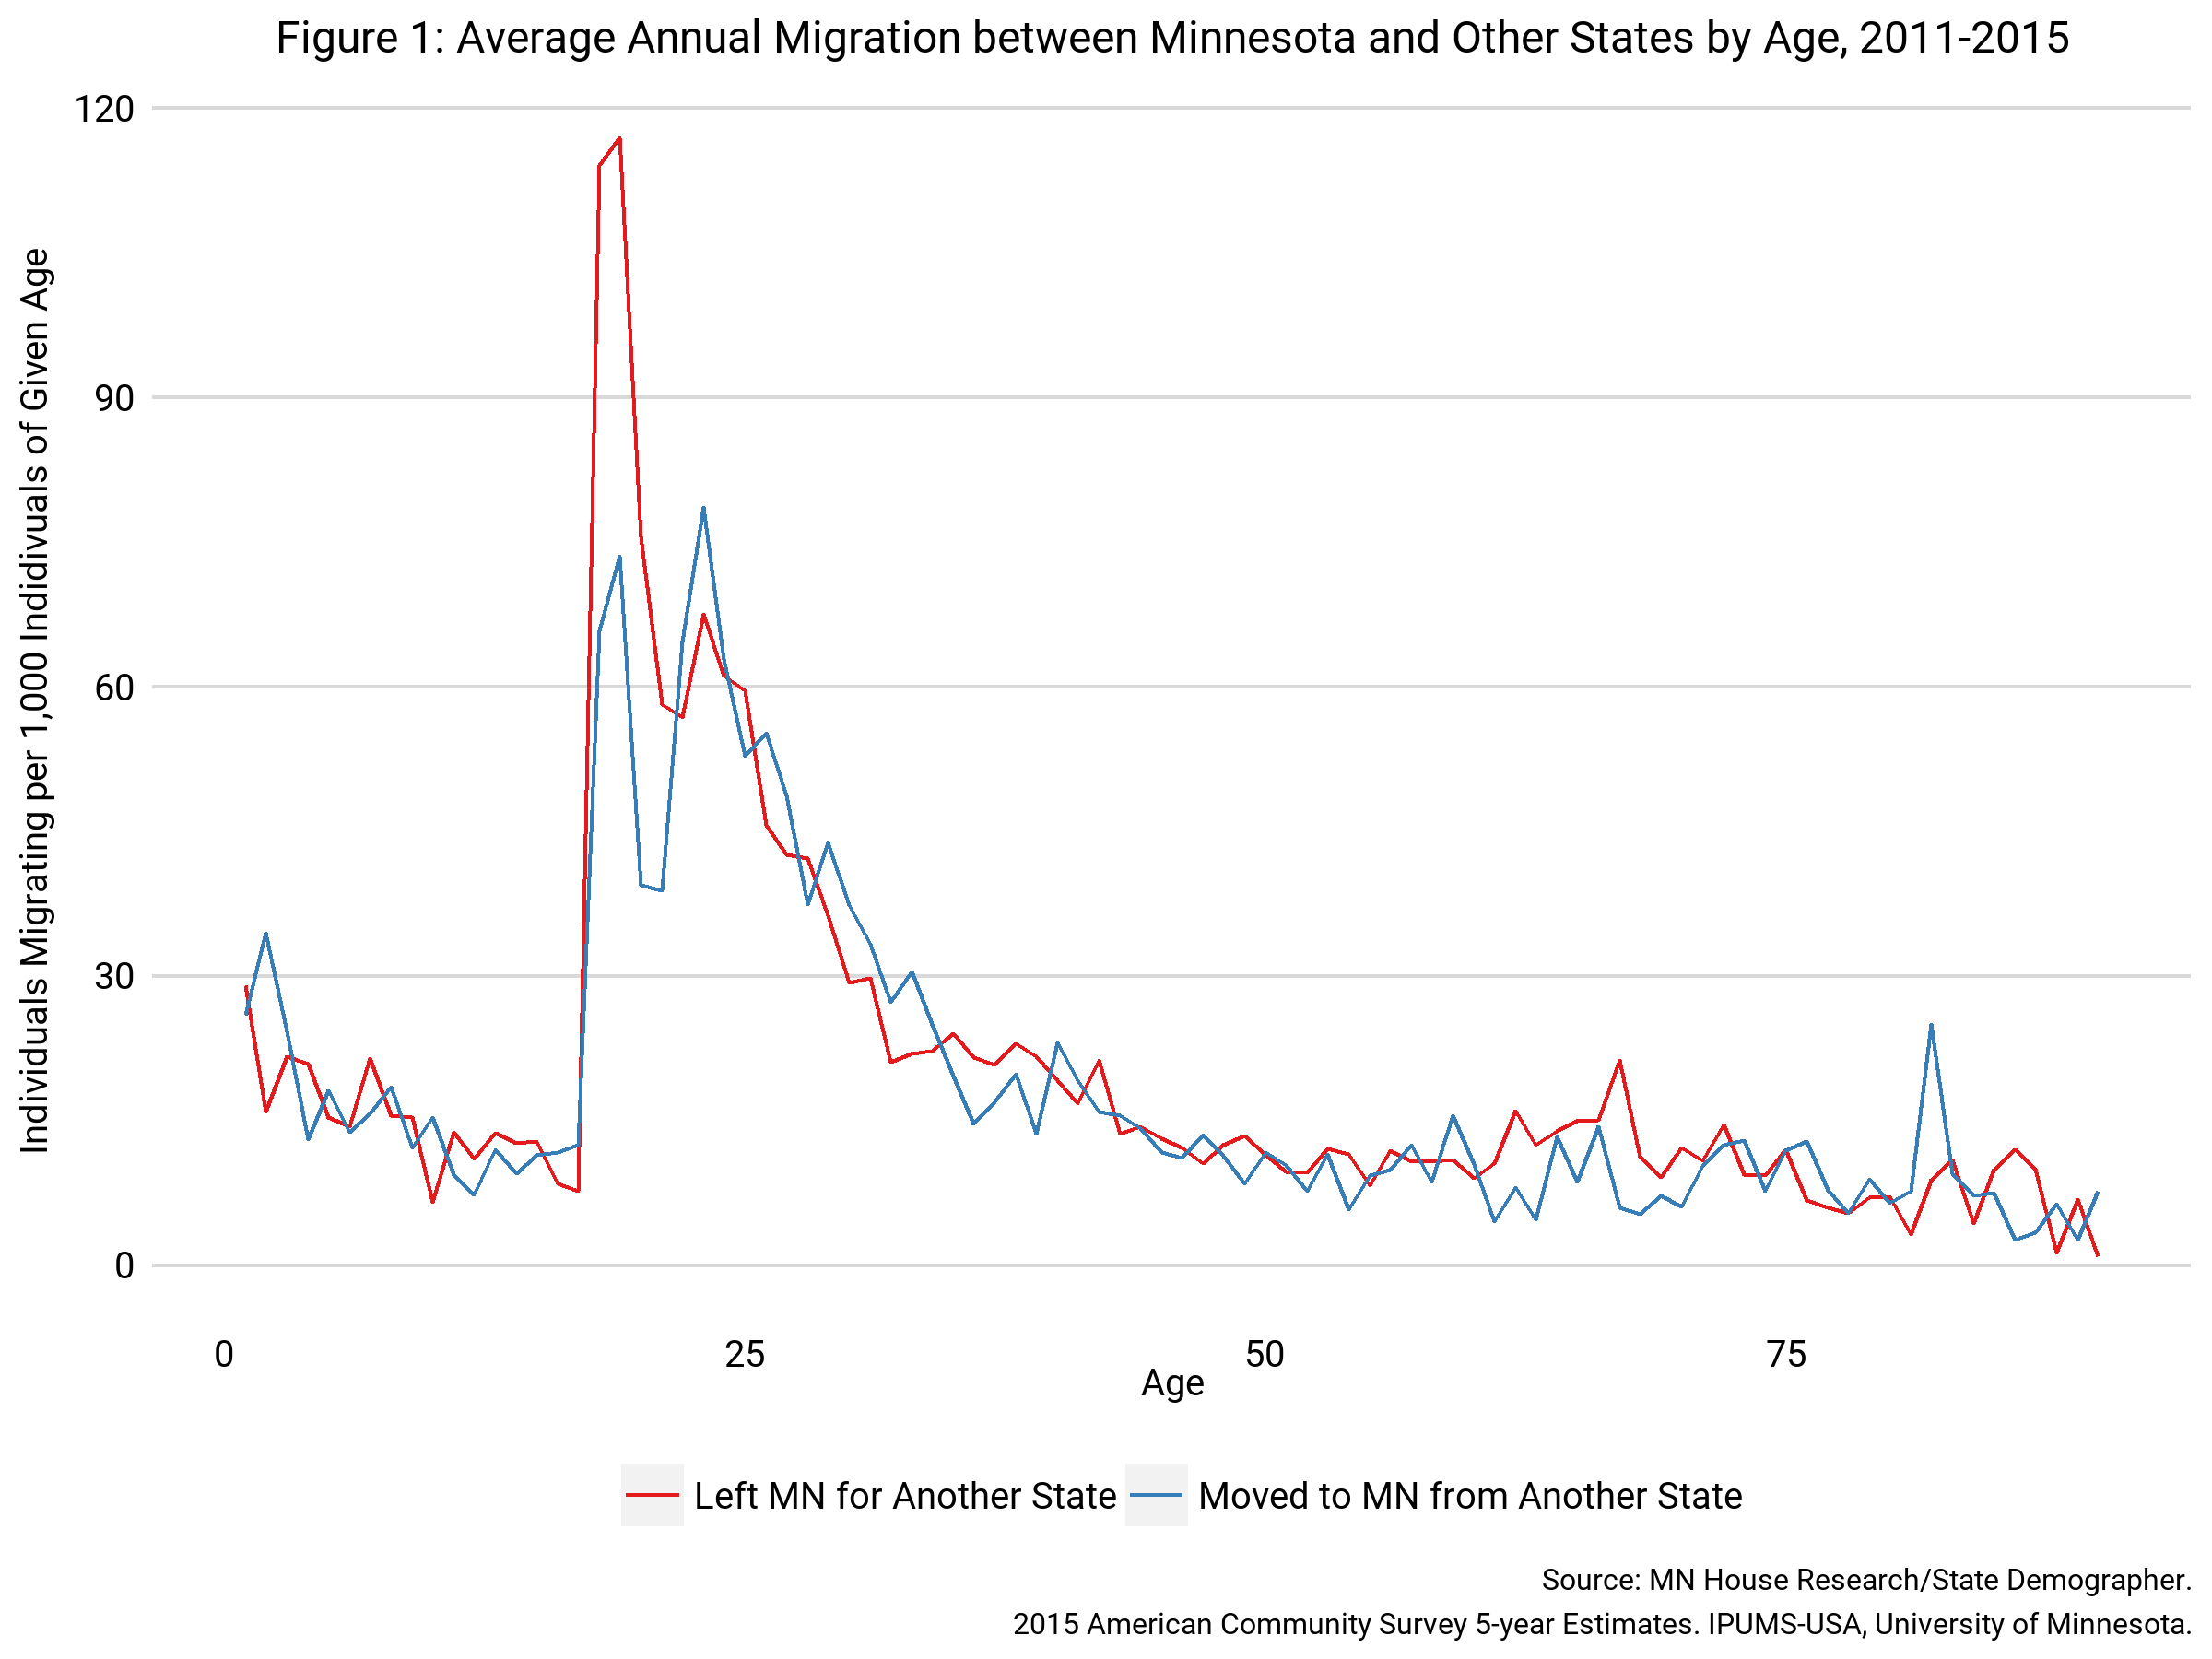 Figure 1: Average Annual Migration between Minnesota and Other States by Age, 2011-2015
Individuals Migrating per 1,000 Indidivuals of Given Age
120
90
60
30
0
0 25 50 75
Age
Left MN for Another State Moved to MN from Another State
Source: MN House Research/State Demographer.
2015 American Community Survey 5-year Estimates. IPUMS-USA, University of Minnesota.